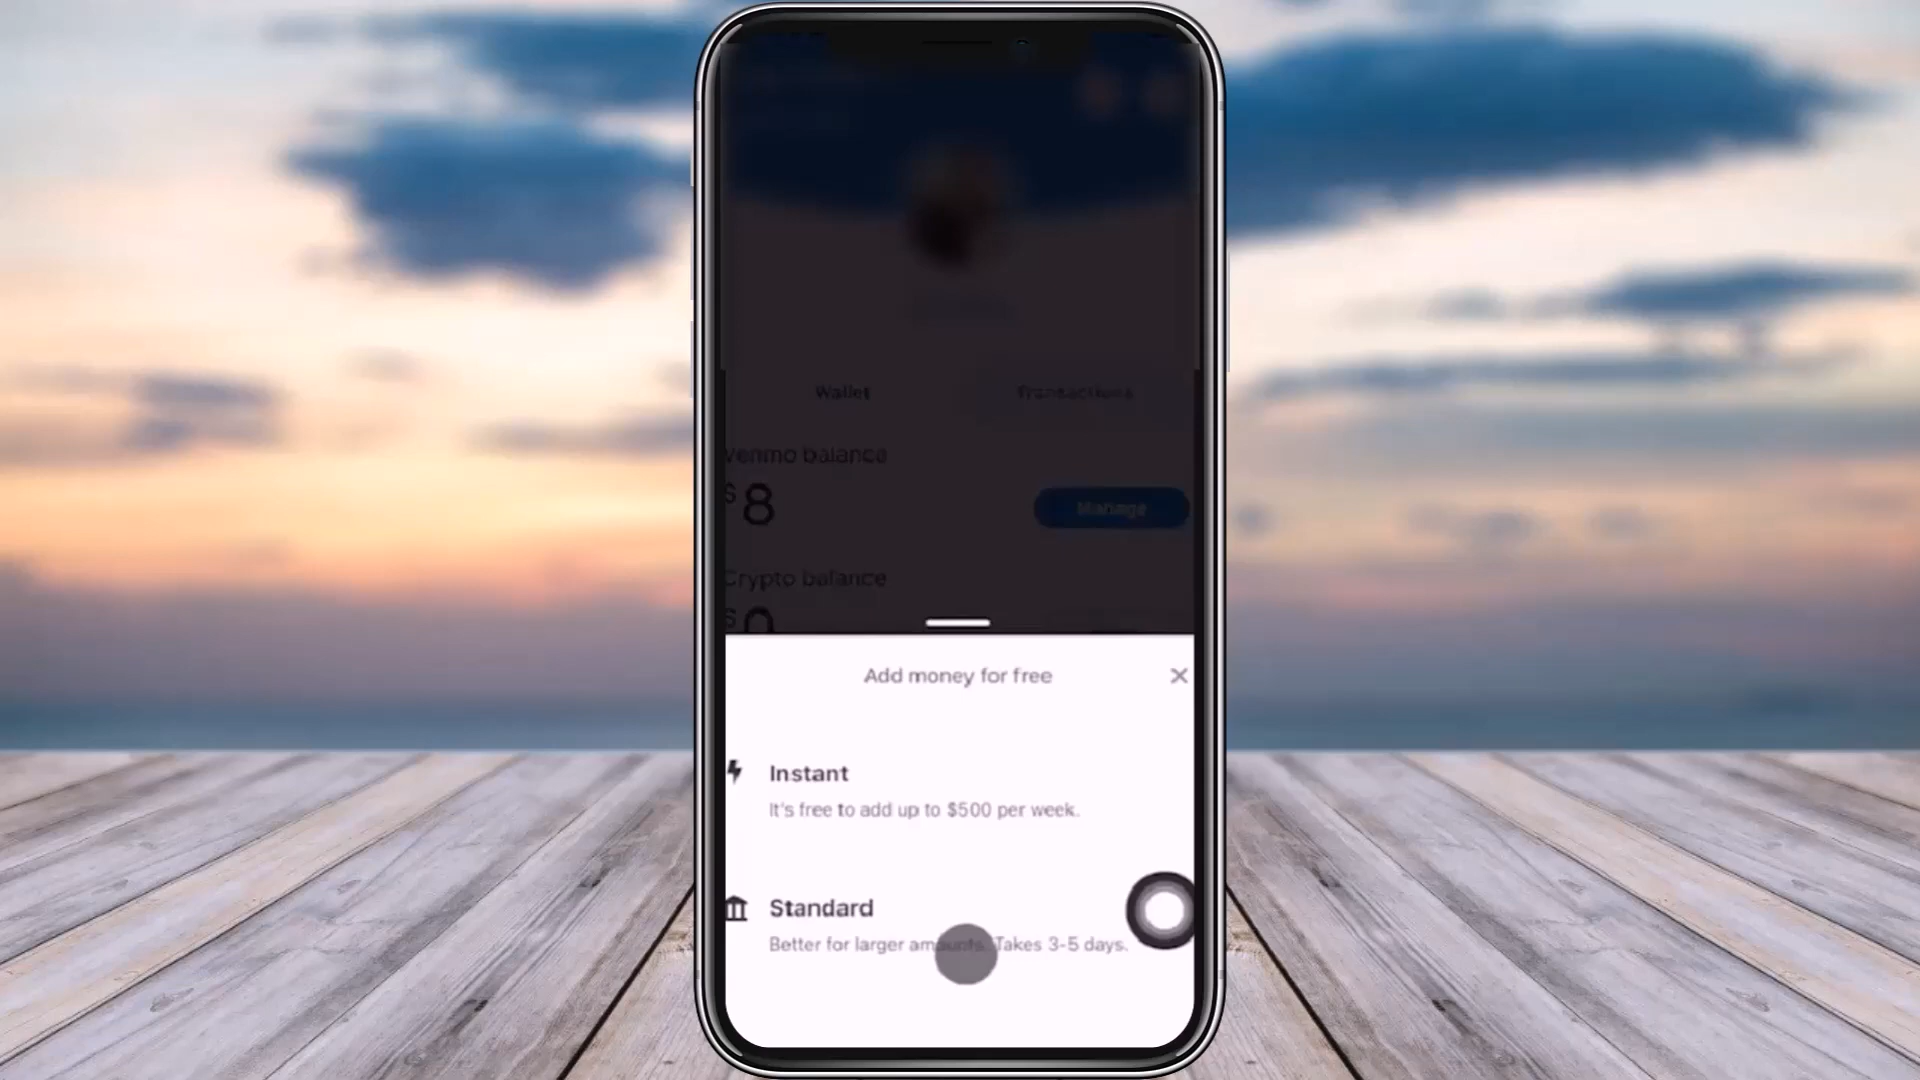 Wallet
Transactions
Venmo balance
$8
Manage
Crypto balance
$0
Add money for free
Instant
It's free to add up to $500 per week.
Standard
Better for larger amounts. Takes 3-5 days.